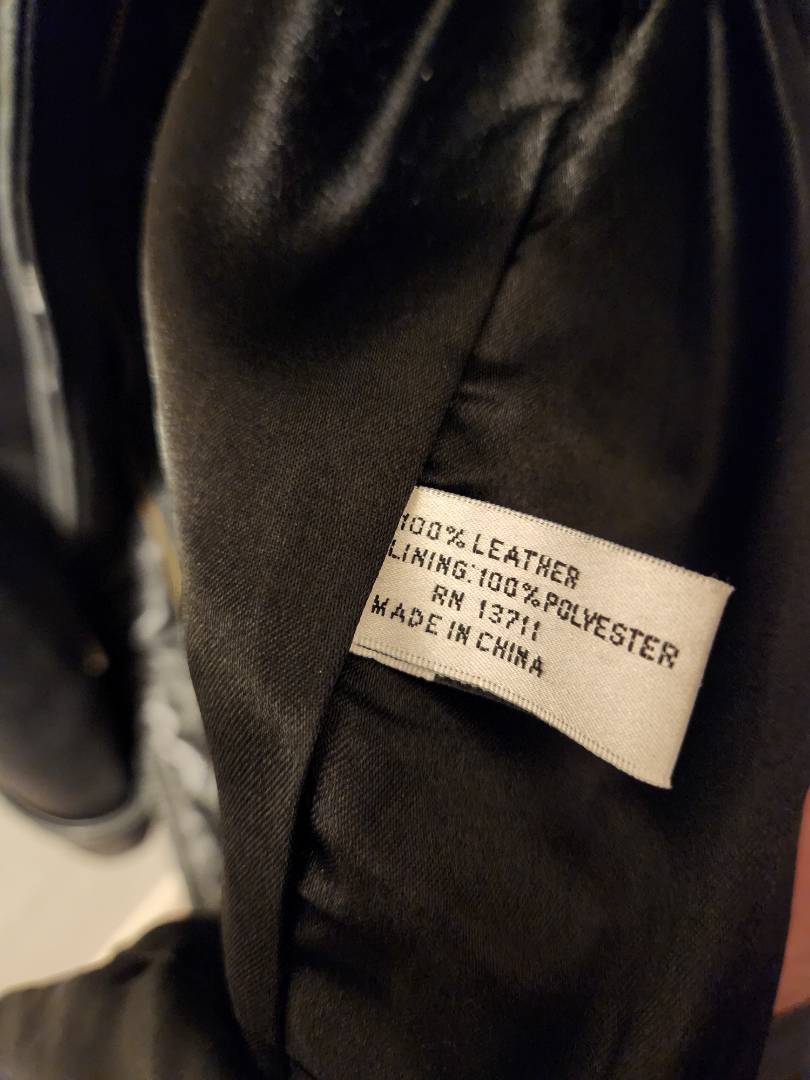 100% LEATHER
LINING:100%POLYESTER
RN 13711
MADE IN CHINA